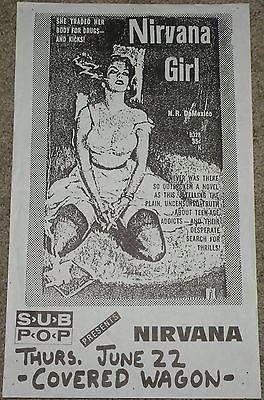 SHE TRADED HER
BODY FOR DRUGS—
AND KICKS!
Nirvana
Girl
N. R. DeMexico
NEVER WAS THERE
SO OUTSPOKEN A NOVEL
AS THIS — TELLING THE
PLAIN, UNCENSORED TRUTH
ABOUT TEEN-AGE
ADDICTS — AND THEIR
DESPERATE
SEARCH FOR
THRILLS!
SUB
POP
PRESENTS
NIRVANA
THURS. JUNE 22
-COVERED WAGON-